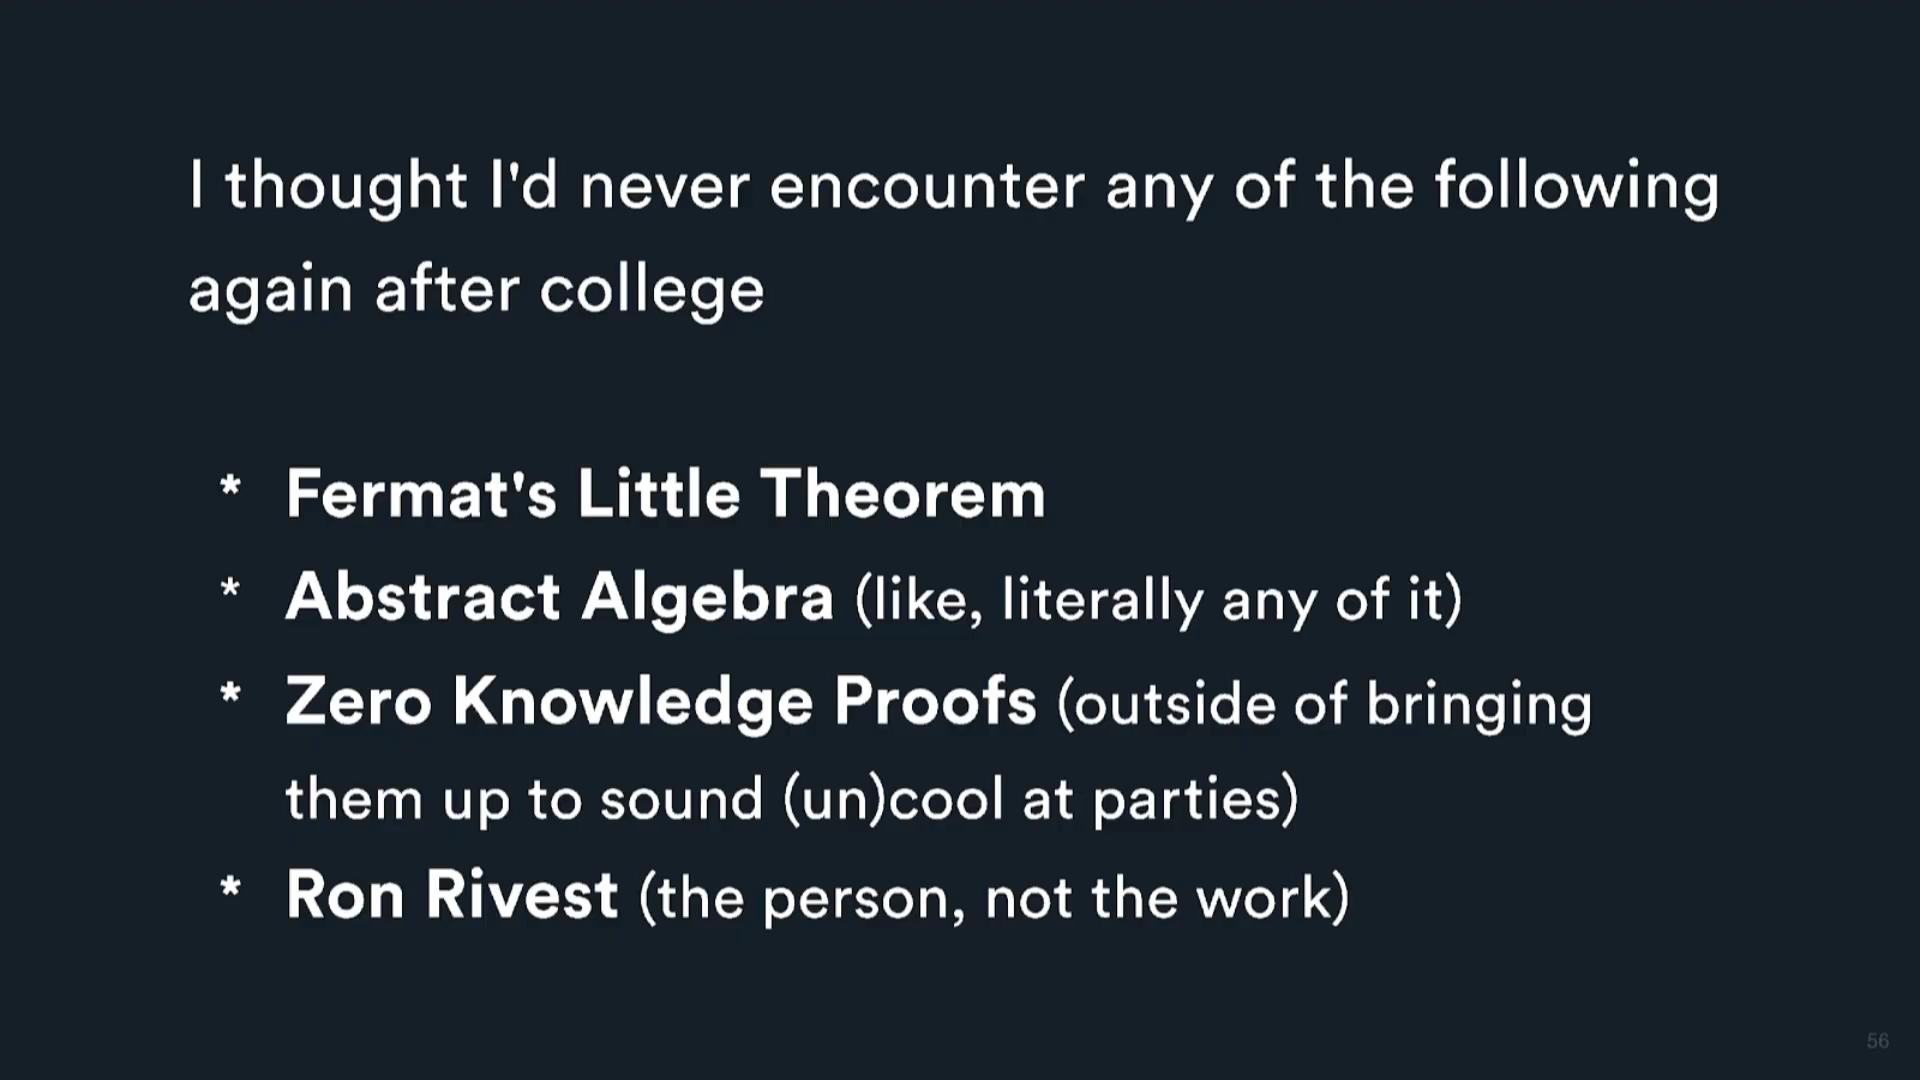 I thought I'd never encounter any of the following
again after college
* Fermat's Little Theorem
* Abstract Algebra (like, literally any of it)
* Zero Knowledge Proofs (outside of bringing
them up to sound (un)cool at parties)
* Ron Rivest (the person, not the work)
56